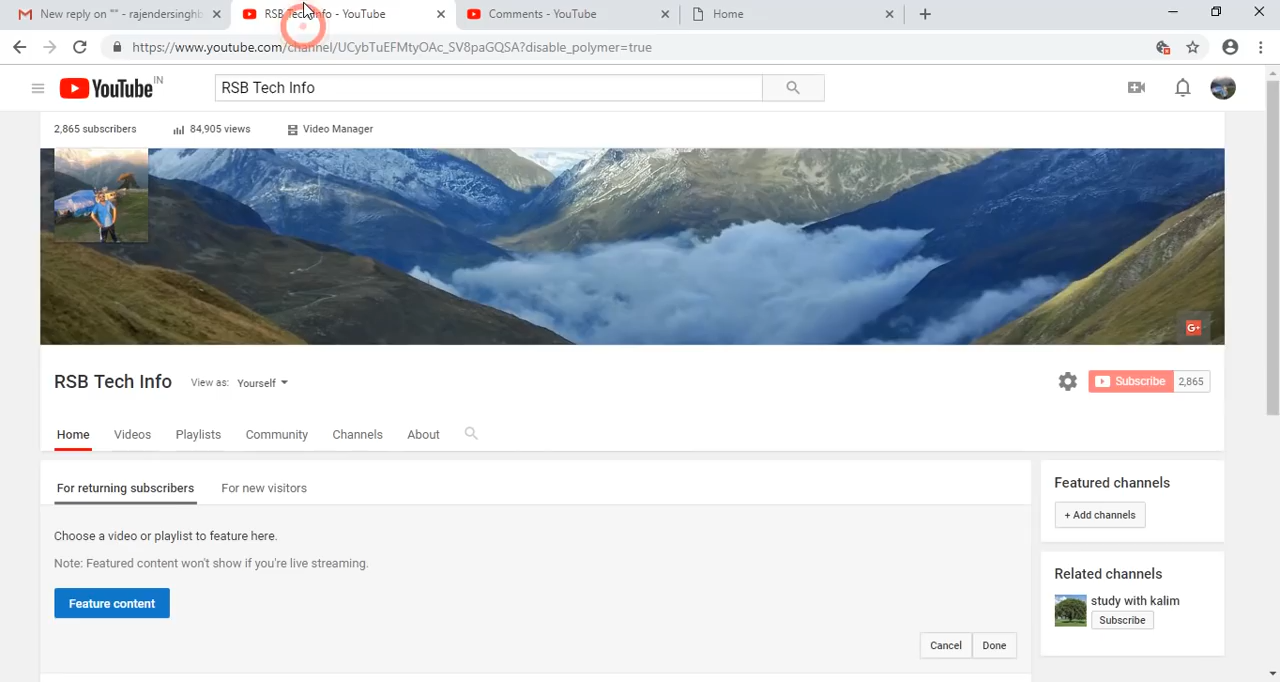 New reply on "" - rajendersinghb
RSB Tech Info - YouTube
Comments - YouTube
Home
https://www.youtube.com/channel/UCybTuEFMtyOAc_SV8paGQSA?disable_polymer=true
YouTube IN
RSB Tech Info
2,865 subscribers
84,905 views
Video Manager
G+
RSB Tech Info
View as: Yourself
Subscribe 2,865
Home
Videos
Playlists
Community
Channels
About
For returning subscribers
For new visitors
Choose a video or playlist to feature here.
Note: Featured content won't show if you're live streaming.
Feature content
Cancel
Done
Featured channels
+ Add channels
Related channels
study with kalim
Subscribe